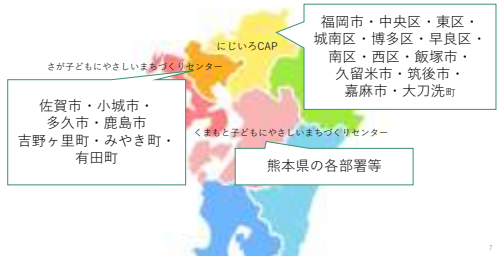 にじいろCAP
福岡市・中央区・東区・
城南区・博多区・早良区・
南区・西区・飯塚市・
久留米市・筑後市・
嘉麻市・大刀洗町
さが子どもにやさしいまちづくりセンター
佐賀市・小城市・
多久市・鹿島市
吉野ヶ里町・みやき町・
有田町
くまもと子どもにやさしいまちづくりセンター
熊本県の各部署等
7